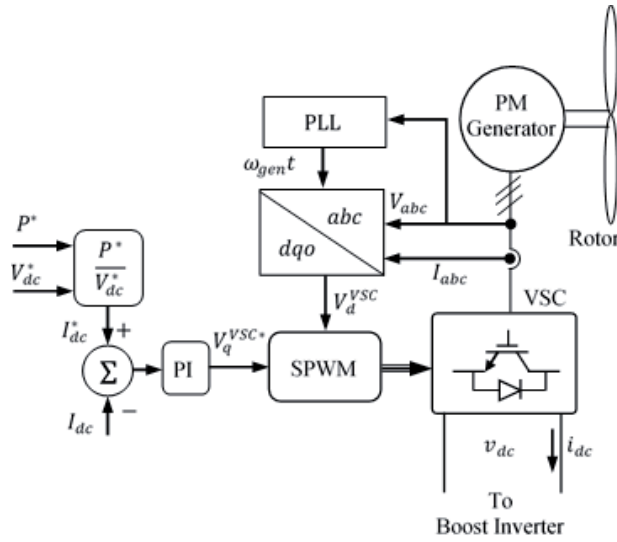 PM
Generator
PLL
ω_gen t
abc
V_abc
dqo
Rotor
P*
P*
V*_dc
V*_dc
I_abc
VSC
V_d^VSC
I*_dc
+
V_q^VSC*
Σ
PI
SPWM
I_dc
−
v_dc
i_dc
To
Boost Inverter